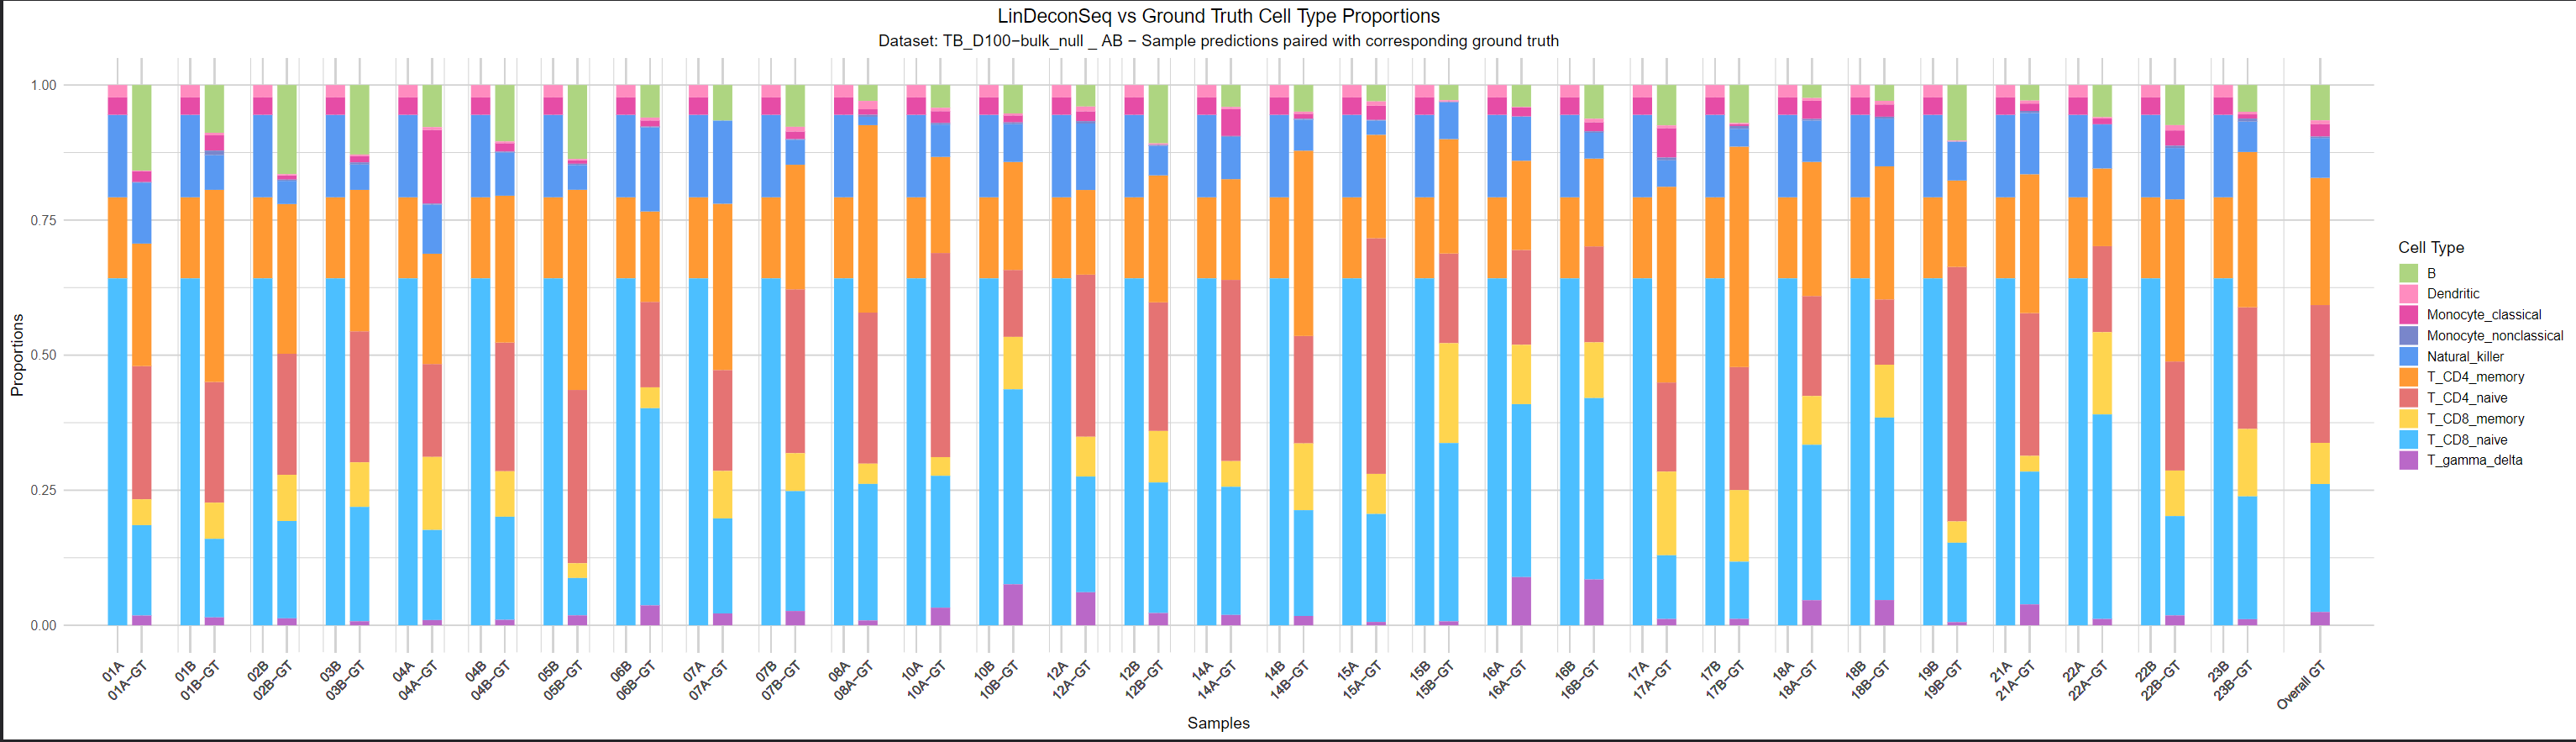 LinDeconSeq vs Ground Truth Cell Type Proportions
Dataset: TB_D100−bulk_null _ AB − Sample predictions paired with corresponding ground truth
Proportions
1.00
0.75
0.50
0.25
0.00
01A
01A−GT
01B
01B−GT
02B
02B−GT
03B
03B−GT
04A
04A−GT
04B
04B−GT
05B
05B−GT
06B
06B−GT
07A
07A−GT
07B
07B−GT
08A
08A−GT
10A
10A−GT
10B
10B−GT
12A
12A−GT
12B
12B−GT
14A
14A−GT
14B
14B−GT
15A
15A−GT
15B
15B−GT
16A
16A−GT
16B
16B−GT
17A
17A−GT
17B
17B−GT
18A
18A−GT
18B
18B−GT
19B
19B−GT
21A
21A−GT
22A
22A−GT
22B
22B−GT
23B
23B−GT
Overall GT
Samples
Cell Type
B
Dendritic
Monocyte_classical
Monocyte_nonclassical
Natural_killer
T_CD4_memory
T_CD4_naive
T_CD8_memory
T_CD8_naive
T_gamma_delta